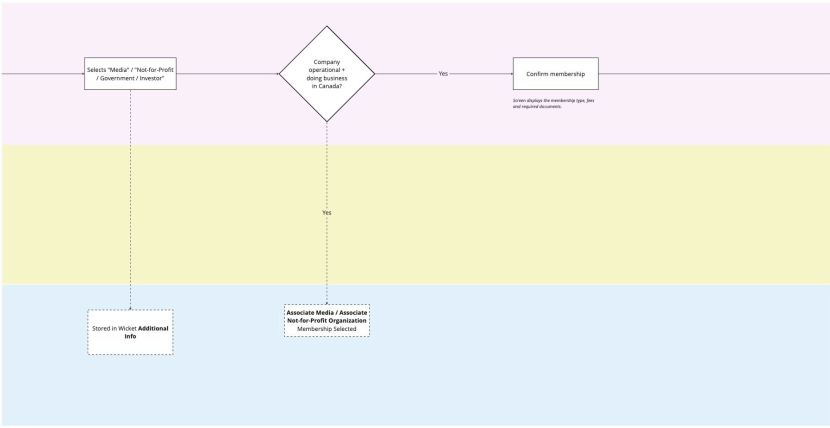 Selects "Media" / "Not-for-Profit
/ Government / Investor"
Company
operational +
doing business
in Canada?
Yes
Confirm membership
Screen displays the membership type, fees
and required documents.
Yes
Stored in Wicket Additional
Info
Associate Media / Associate
Not-for-Profit Organization
Membership Selected